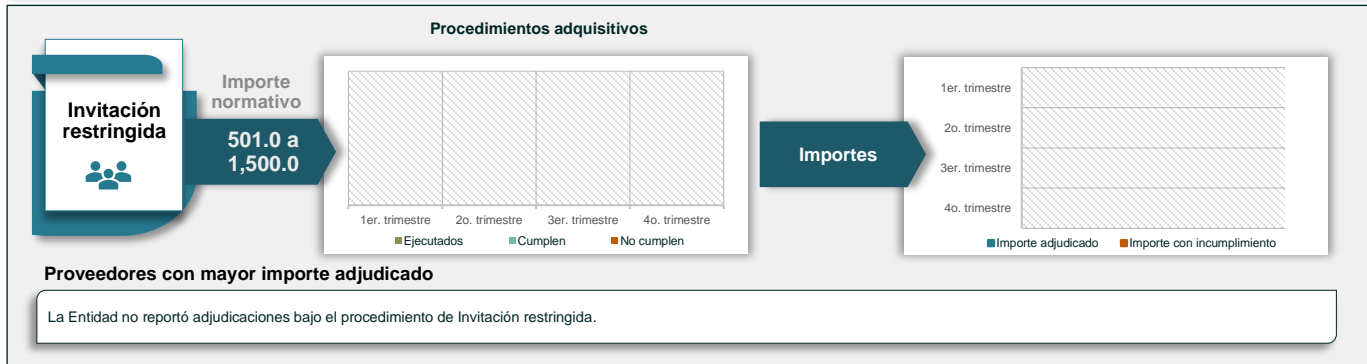 Procedimientos adquisitivos
Invitación
restringida
Importe
normativo
501.0 a
1,500.0
1er. trimestre
2o. trimestre
3er. trimestre
4o. trimestre
Ejecutados
Cumplen
No cumplen
Importes
1er. trimestre
2o. trimestre
3er. trimestre
4o. trimestre
Importe adjudicado
Importe con incumplimiento
Proveedores con mayor importe adjudicado
La Entidad no reportó adjudicaciones bajo el procedimiento de Invitación restringida.